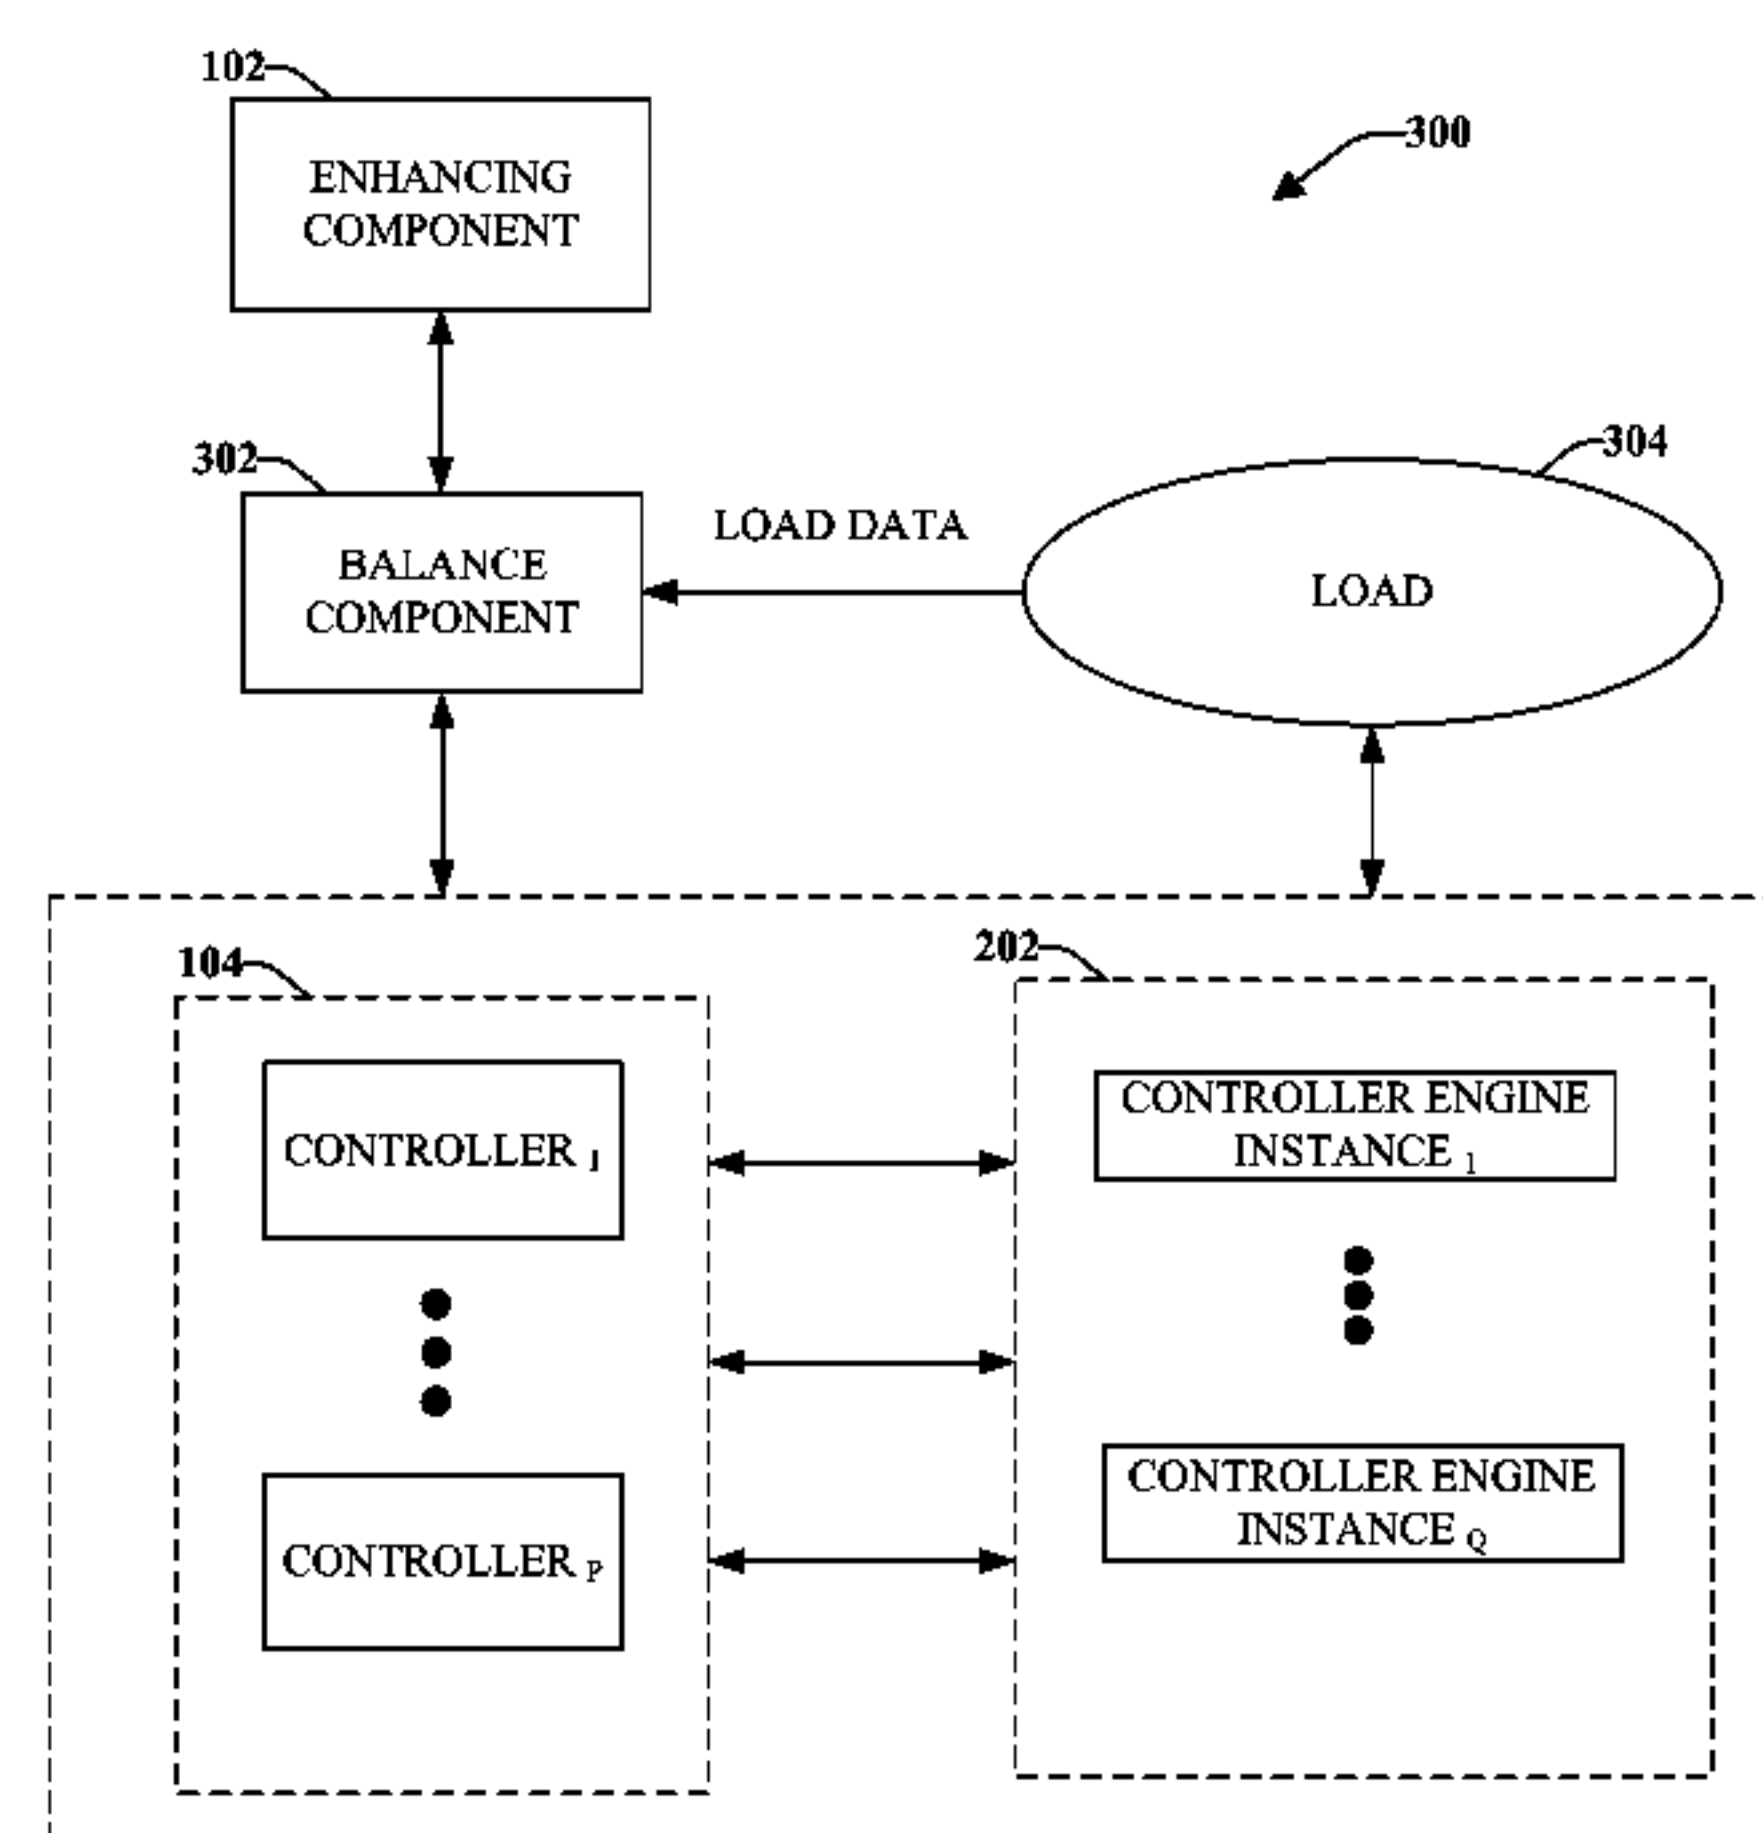 102
300
ENHANCING
COMPONENT
302
304
LOAD DATA
BALANCE
COMPONENT
LOAD
104
202
CONTROLLER 1
CONTROLLER ENGINE
INSTANCE 1
CONTROLLER P
CONTROLLER ENGINE
INSTANCE Q